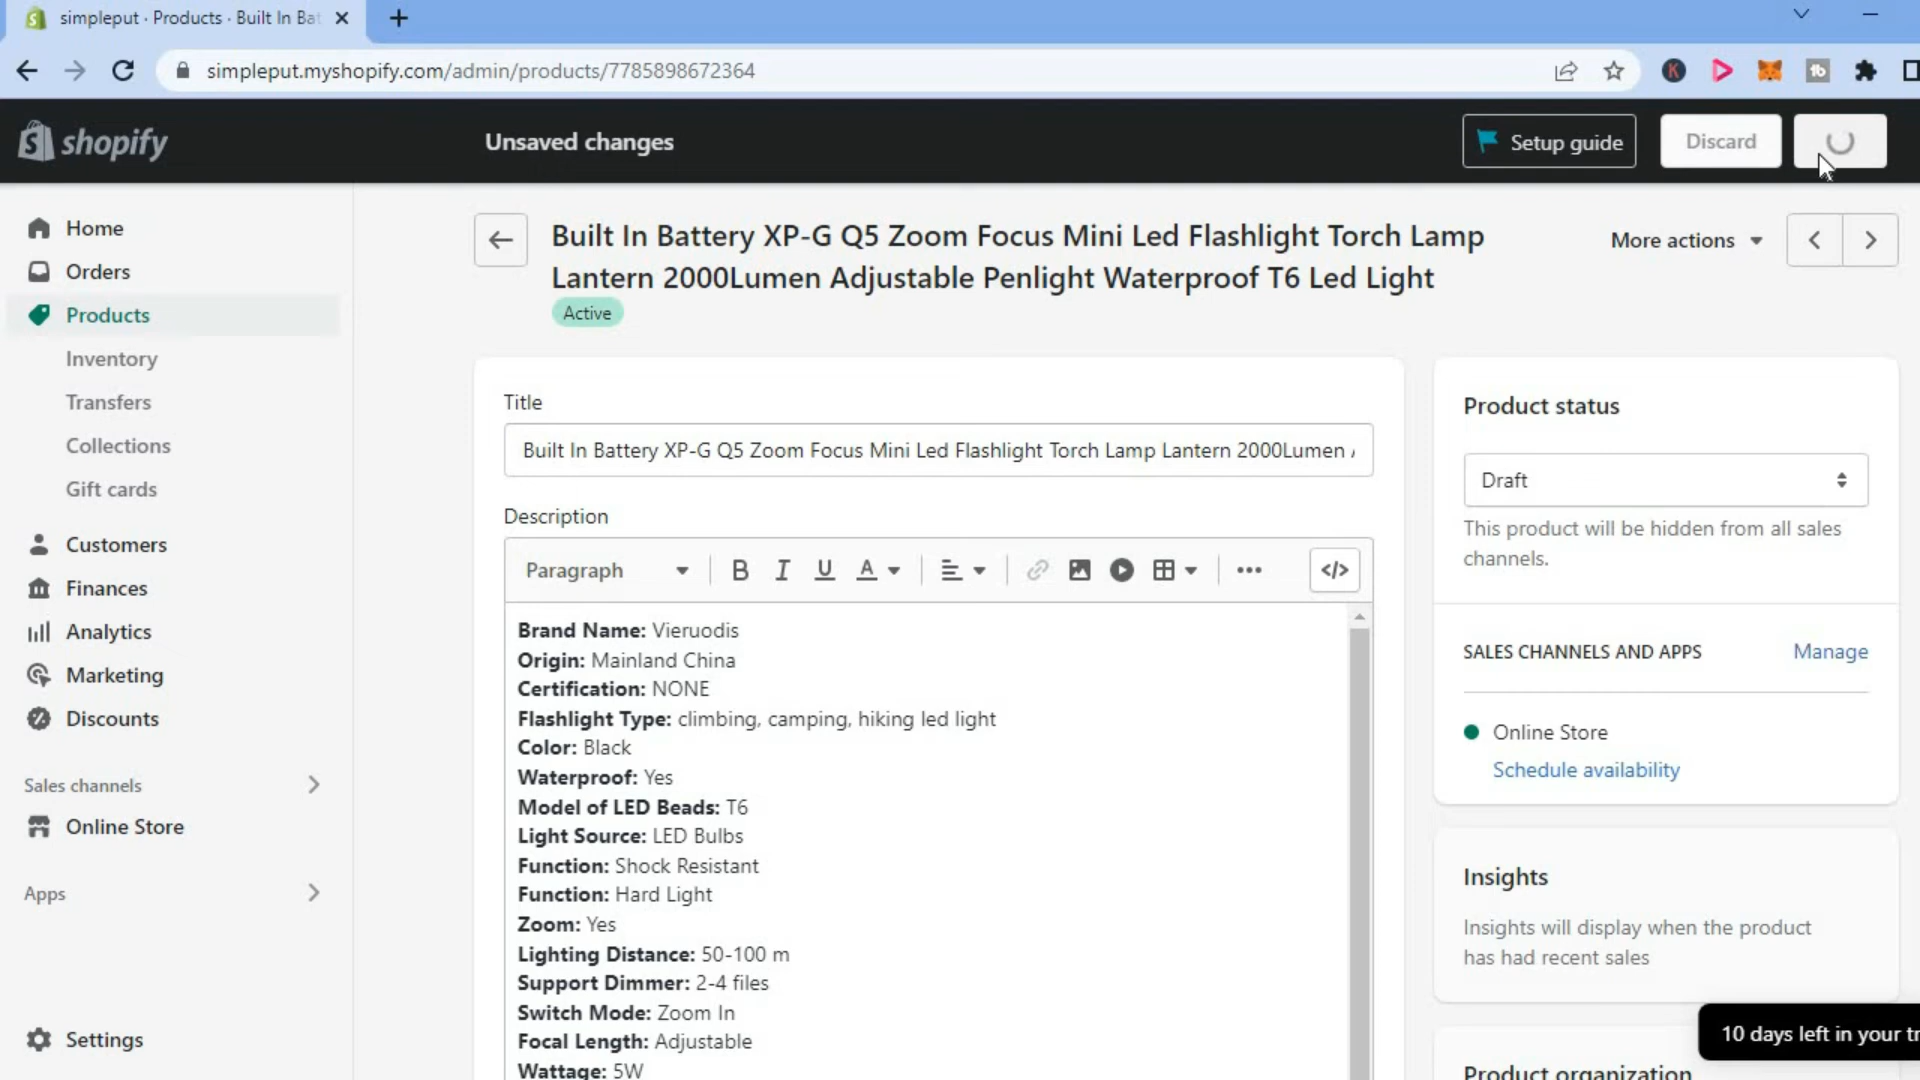 simpleput · Products · Built In Bat
simpleput.myshopify.com/admin/products/7785898672364
shopify
Unsaved changes
Setup guide
Discard
Home
Orders
Products
Inventory
Transfers
Collections
Gift cards
Customers
Finances
Analytics
Marketing
Discounts
Sales channels
Online Store
Apps
Settings
Built In Battery XP-G Q5 Zoom Focus Mini Led Flashlight Torch Lamp
Lantern 2000Lumen Adjustable Penlight Waterproof T6 Led Light
Active
More actions
Title
Built In Battery XP-G Q5 Zoom Focus Mini Led Flashlight Torch Lamp Lantern 2000Lumen
Description
Paragraph
B I U A
</>
Brand Name: Vieruodis
Origin: Mainland China
Certification: NONE
Flashlight Type: climbing, camping, hiking led light
Color: Black
Waterproof: Yes
Model of LED Beads: T6
Light Source: LED Bulbs
Function: Shock Resistant
Function: Hard Light
Zoom: Yes
Lighting Distance: 50-100 m
Support Dimmer: 2-4 files
Switch Mode: Zoom In
Focal Length: Adjustable
Wattage: 5W
Product status
Draft
This product will be hidden from all sales
channels.
SALES CHANNELS AND APPS
Manage
Online Store
Schedule availability
Insights
Insights will display when the product
has had recent sales
10 days left in your tr
Product organization